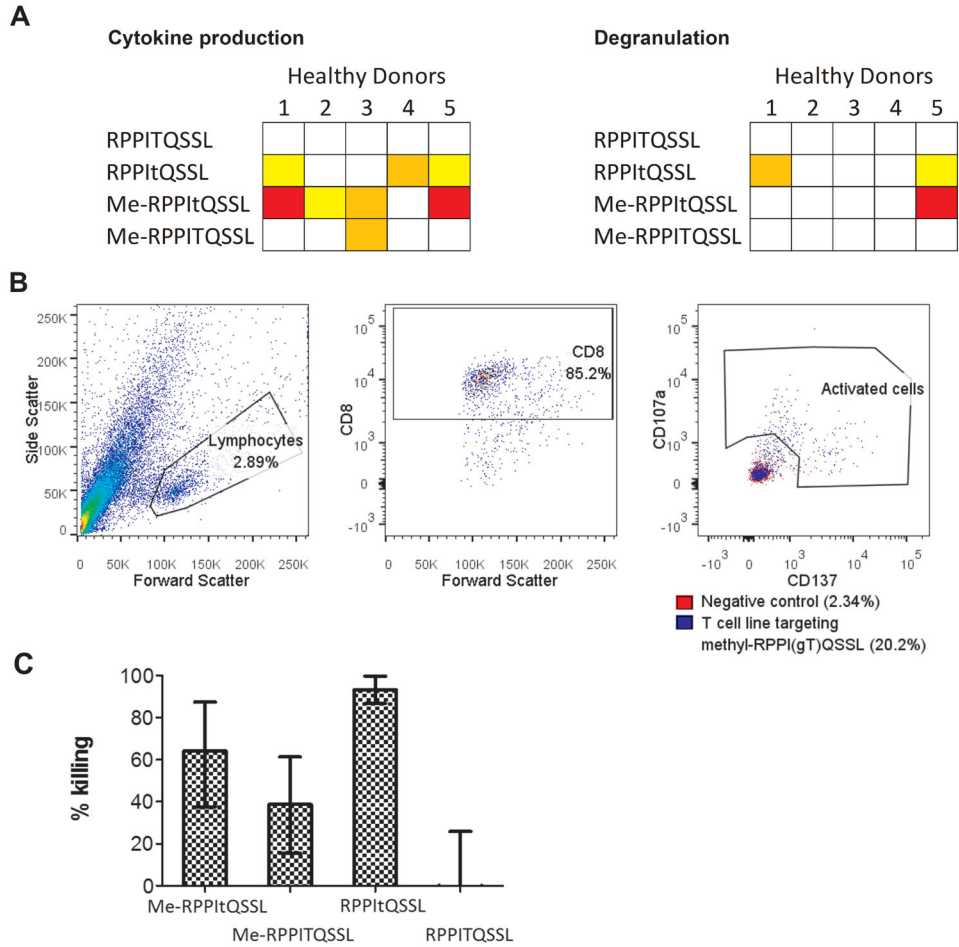 A
Cytokine production
Degranulation
Healthy Donors
Healthy Donors
1 2 3 4 5
1 2 3 4 5
RPPITQSSL
RPPItQSSL
Me-RPPItQSSL
Me-RPPITQSSL
RPPITQSSL
RPPItQSSL
Me-RPPItQSSL
Me-RPPITQSSL
B
250K
200K
150K
100K
50K
0
Side Scatter
Lymphocytes
2.89%
0 50K 100K 150K 200K 250K
Forward Scatter
10^5
10^4
10^3
0
-10^3
CD8
CD8
85.2%
0 50K 100K 150K 200K 250K
Forward Scatter
10^5
10^4
10^3
0
-10^3
CD107a
Activated cells
-10^3 0 10^3 10^4 10^5
CD137
Negative control (2.34%)
T cell line targeting
methyl-RPPI(gT)QSSL (20.2%)
C
100
80
60
40
20
0
% killing
Me-RPPItQSSL
Me-RPPITQSSL
RPPItQSSL
RPPITQSSL